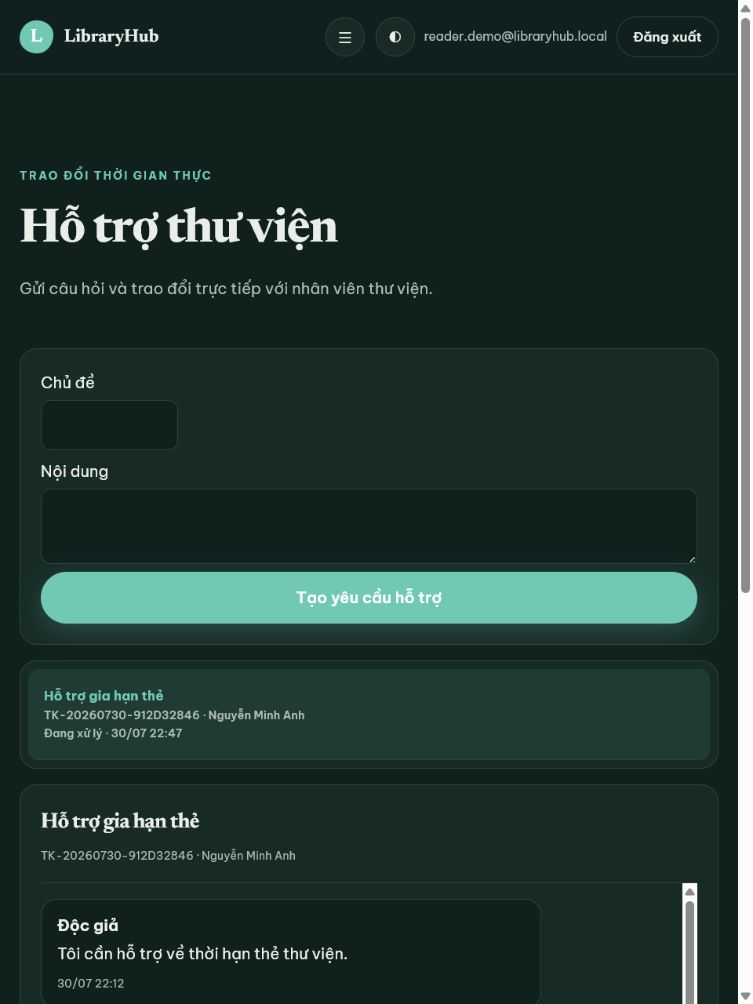 L LibraryHub
reader.demo@libraryhub.local
Đăng xuất
TRAO ĐỔI THỜI GIAN THỰC
Hỗ trợ thư viện
Gửi câu hỏi và trao đổi trực tiếp với nhân viên thư viện.
Chủ đề
Nội dung
Tạo yêu cầu hỗ trợ
Hỗ trợ gia hạn thẻ
TK-20260730-912D32846 · Nguyễn Minh Anh
Đang xử lý · 30/07 22:47
Hỗ trợ gia hạn thẻ
TK-20260730-912D32846 · Nguyễn Minh Anh
Độc giả
Tôi cần hỗ trợ về thời hạn thẻ thư viện.
30/07 22:12